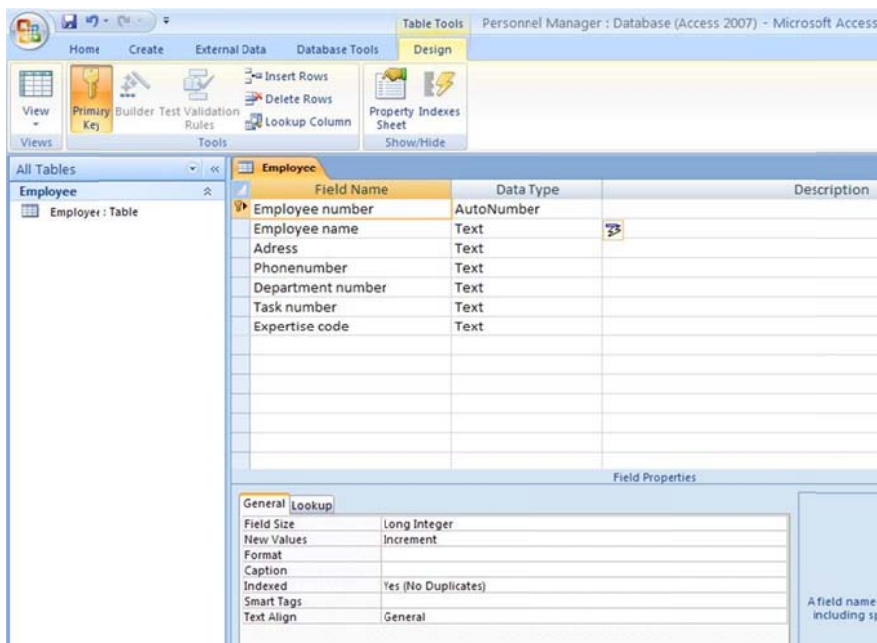 Table Tools Personnel Manager : Database (Access 2007) - Microsoft Access
Home Create External Data Database Tools Design
View
Primary Key
Builder
Test Validation Rules
Insert Rows
Delete Rows
Lookup Column
Property Sheet
Indexes
Views Tools Show/Hide
All Tables
Employee
Employer : Table
Employee
Field Name Data Type Description
Employee number AutoNumber
Employee name Text
Adress Text
Phonenumber Text
Department number Text
Task number Text
Expertise code Text
Field Properties
General Lookup
Field Size Long Integer
New Values Increment
Format
Caption
Indexed Yes (No Duplicates)
Smart Tags
Text Align General
A field name
including sp